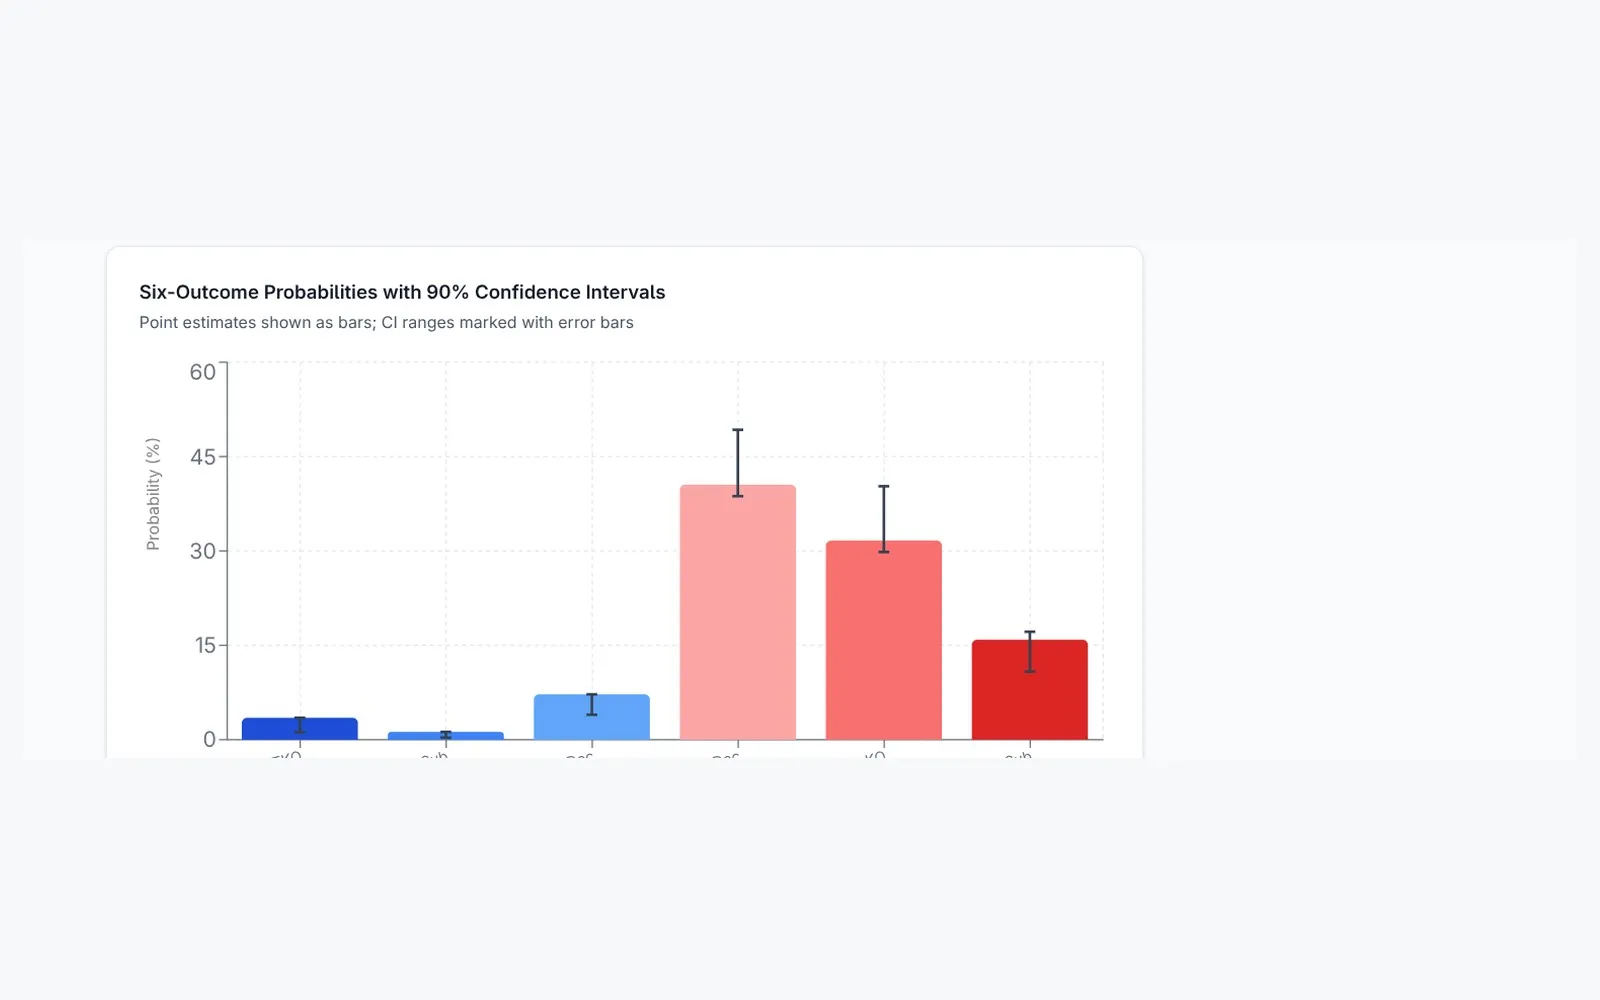 Six-Outcome Probabilities with 90% Confidence Intervals
Point estimates shown as bars; CI ranges marked with error bars
60
45
30
15
0
Probability (%)